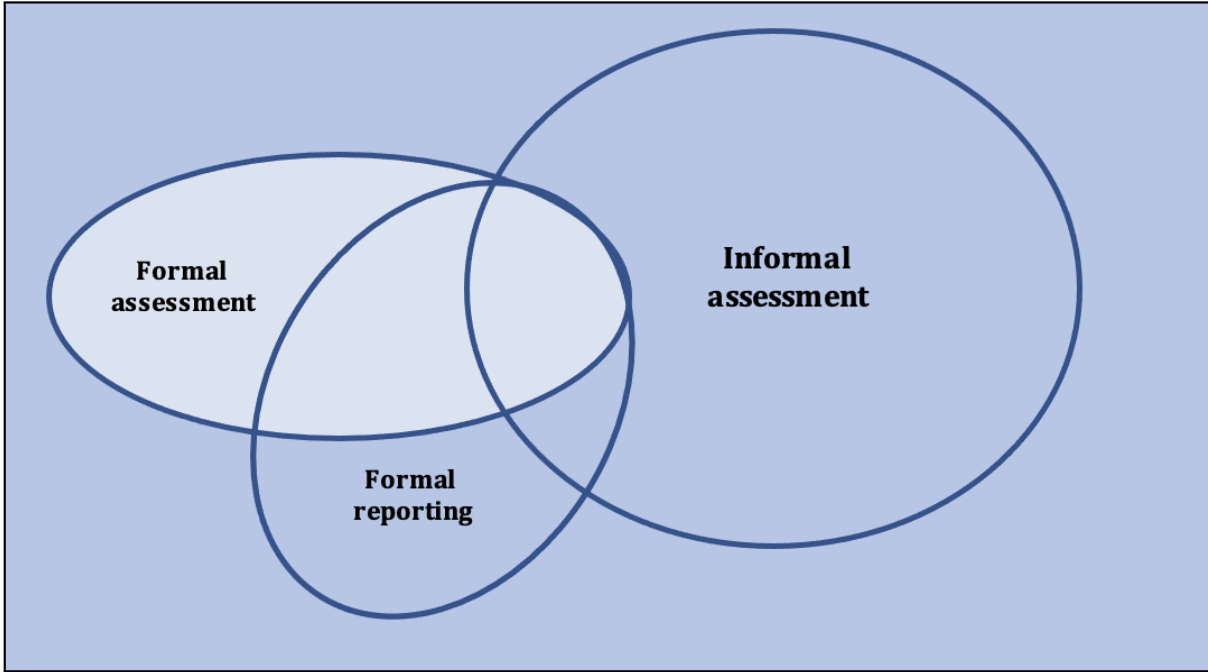 Formal
assessment
Informal
assessment
Formal
reporting